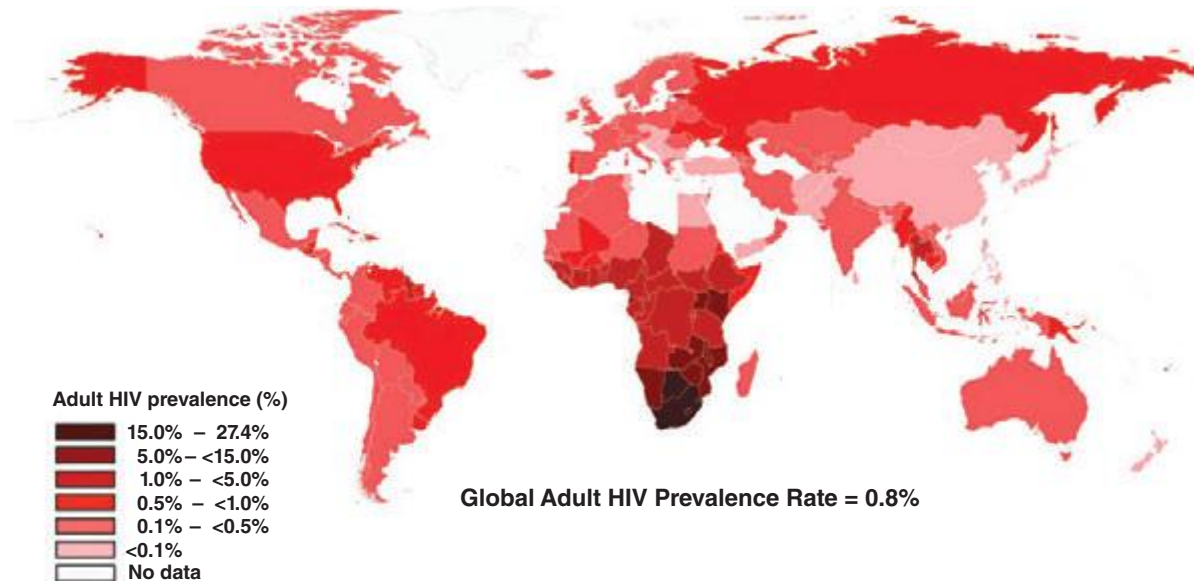 Adult HIV prevalence (%)
15.0% – 27.4%
5.0% – <15.0%
1.0% – <5.0%
0.5% – <1.0%
0.1% – <0.5%
<0.1%
No data
Global Adult HIV Prevalence Rate = 0.8%